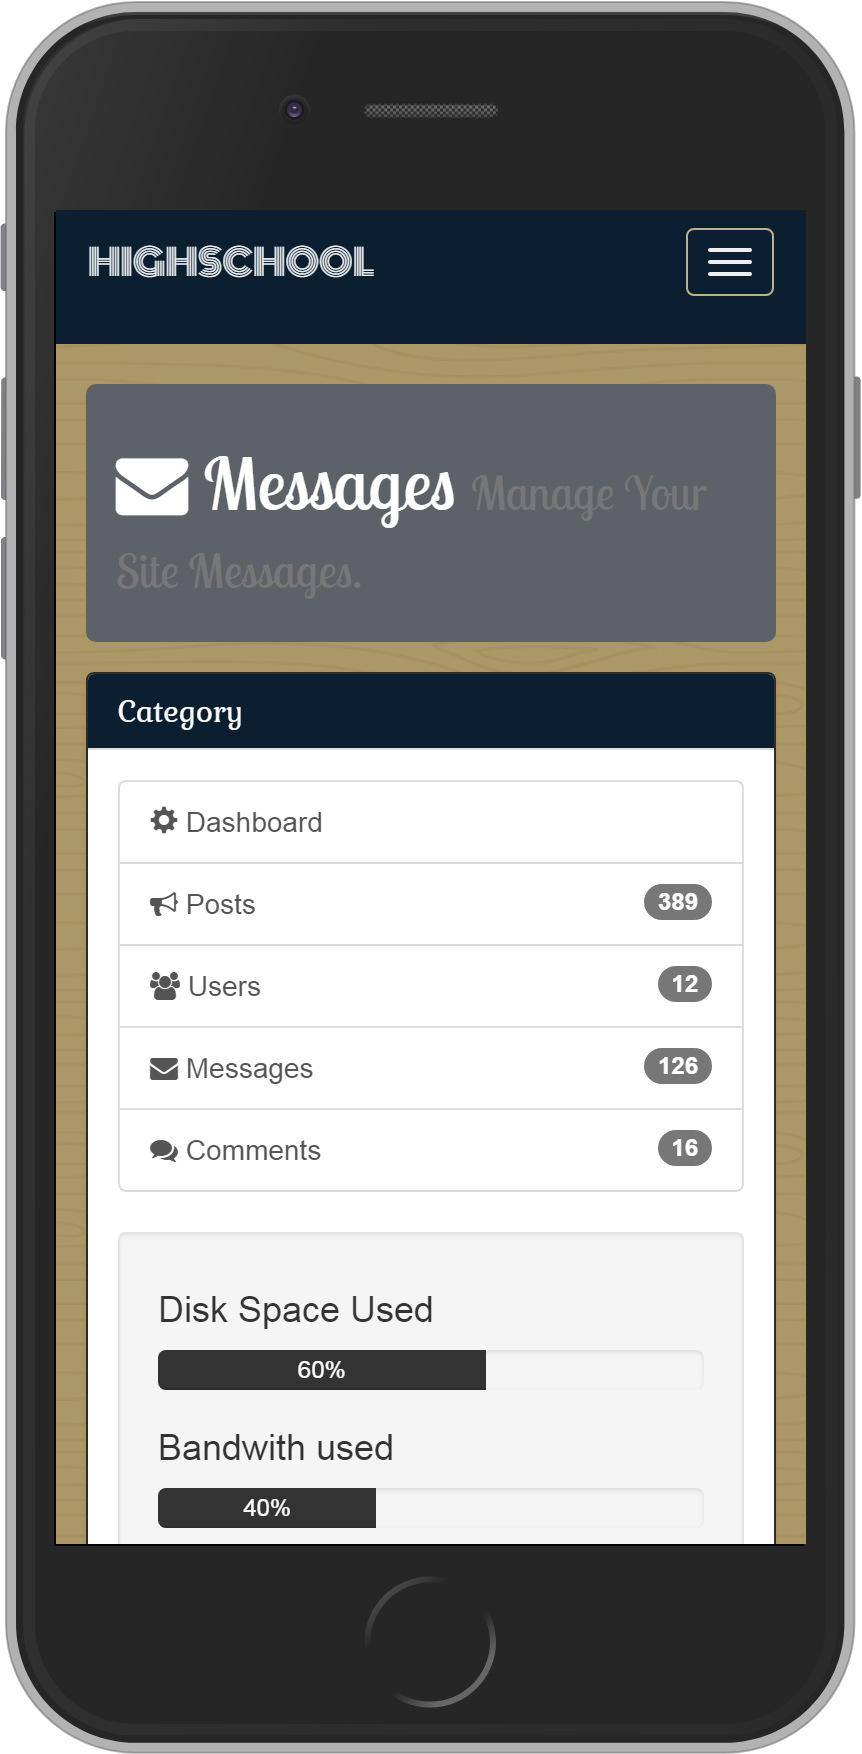 HIGHSCHOOL
Messages Manage Your
Site Messages.
Category
Dashboard
Posts 389
Users 12
Messages 126
Comments 16
Disk Space Used
60%
Bandwith used
40%